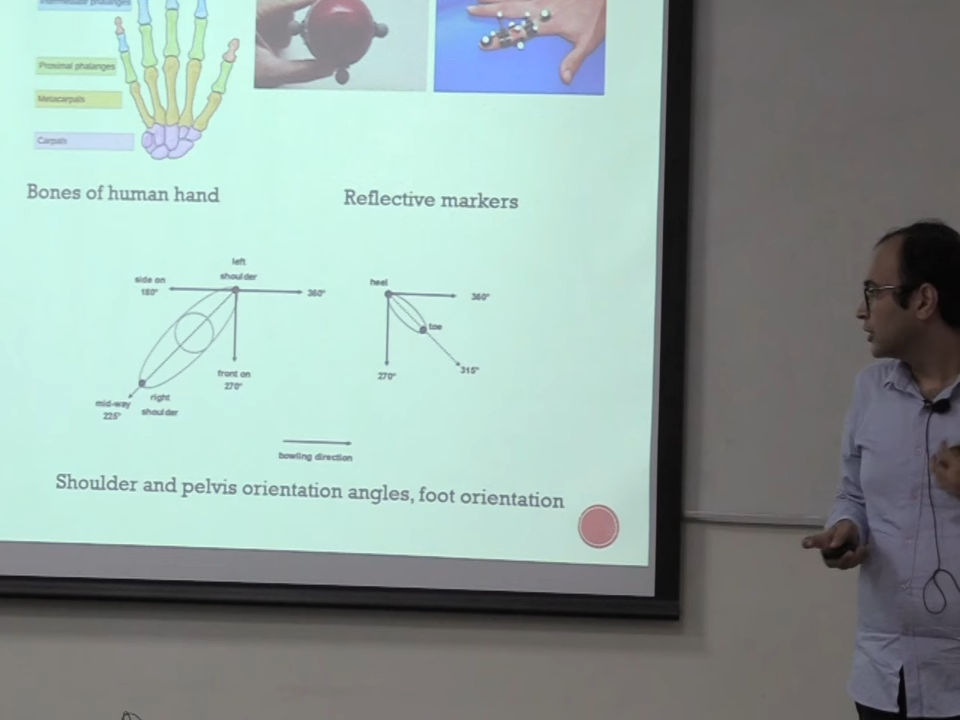 Intermediate phalanges
Proximal phalanges
Metacarpals
Carpals
Bones of human hand
Reflective markers
left
shoulder
side on
180°
360°
front on
270°
mid-way
225°
right
shoulder
heel
360°
toe
270°
315°
bowling direction
Shoulder and pelvis orientation angles, foot orientation